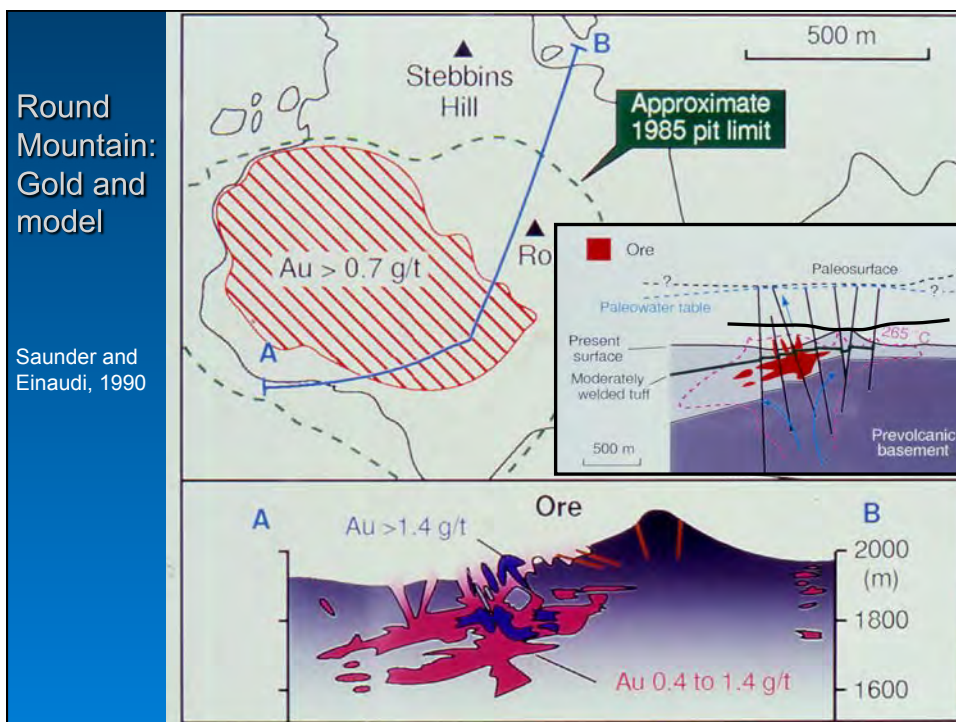 Round
Mountain:
Gold and
model
Saunder and
Einaudi, 1990
B
500 m
Stebbins
Hill
Approximate
1985 pit limit
Au > 0.7 g/t
Ro
A
Ore
Paleosurface
?
?
Paleowater table
265 °C
Present
surface
Moderately
welded tuff
Prevolcanic
basement
500 m
A
Ore
B
Au >1.4 g/t
2000
(m)
1800
Au 0.4 to 1.4 g/t
1600